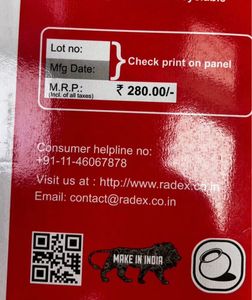 Lot no:
Mfg Date:
Check print on panel
M.R.P.:
(Incl. of all taxes)
₹ 280.00/-
Consumer helpline no:
+91-11-46067878
Visit us at : http://www.radex.co.in
Email: contact@radex.co.in
MAKE IN INDIA